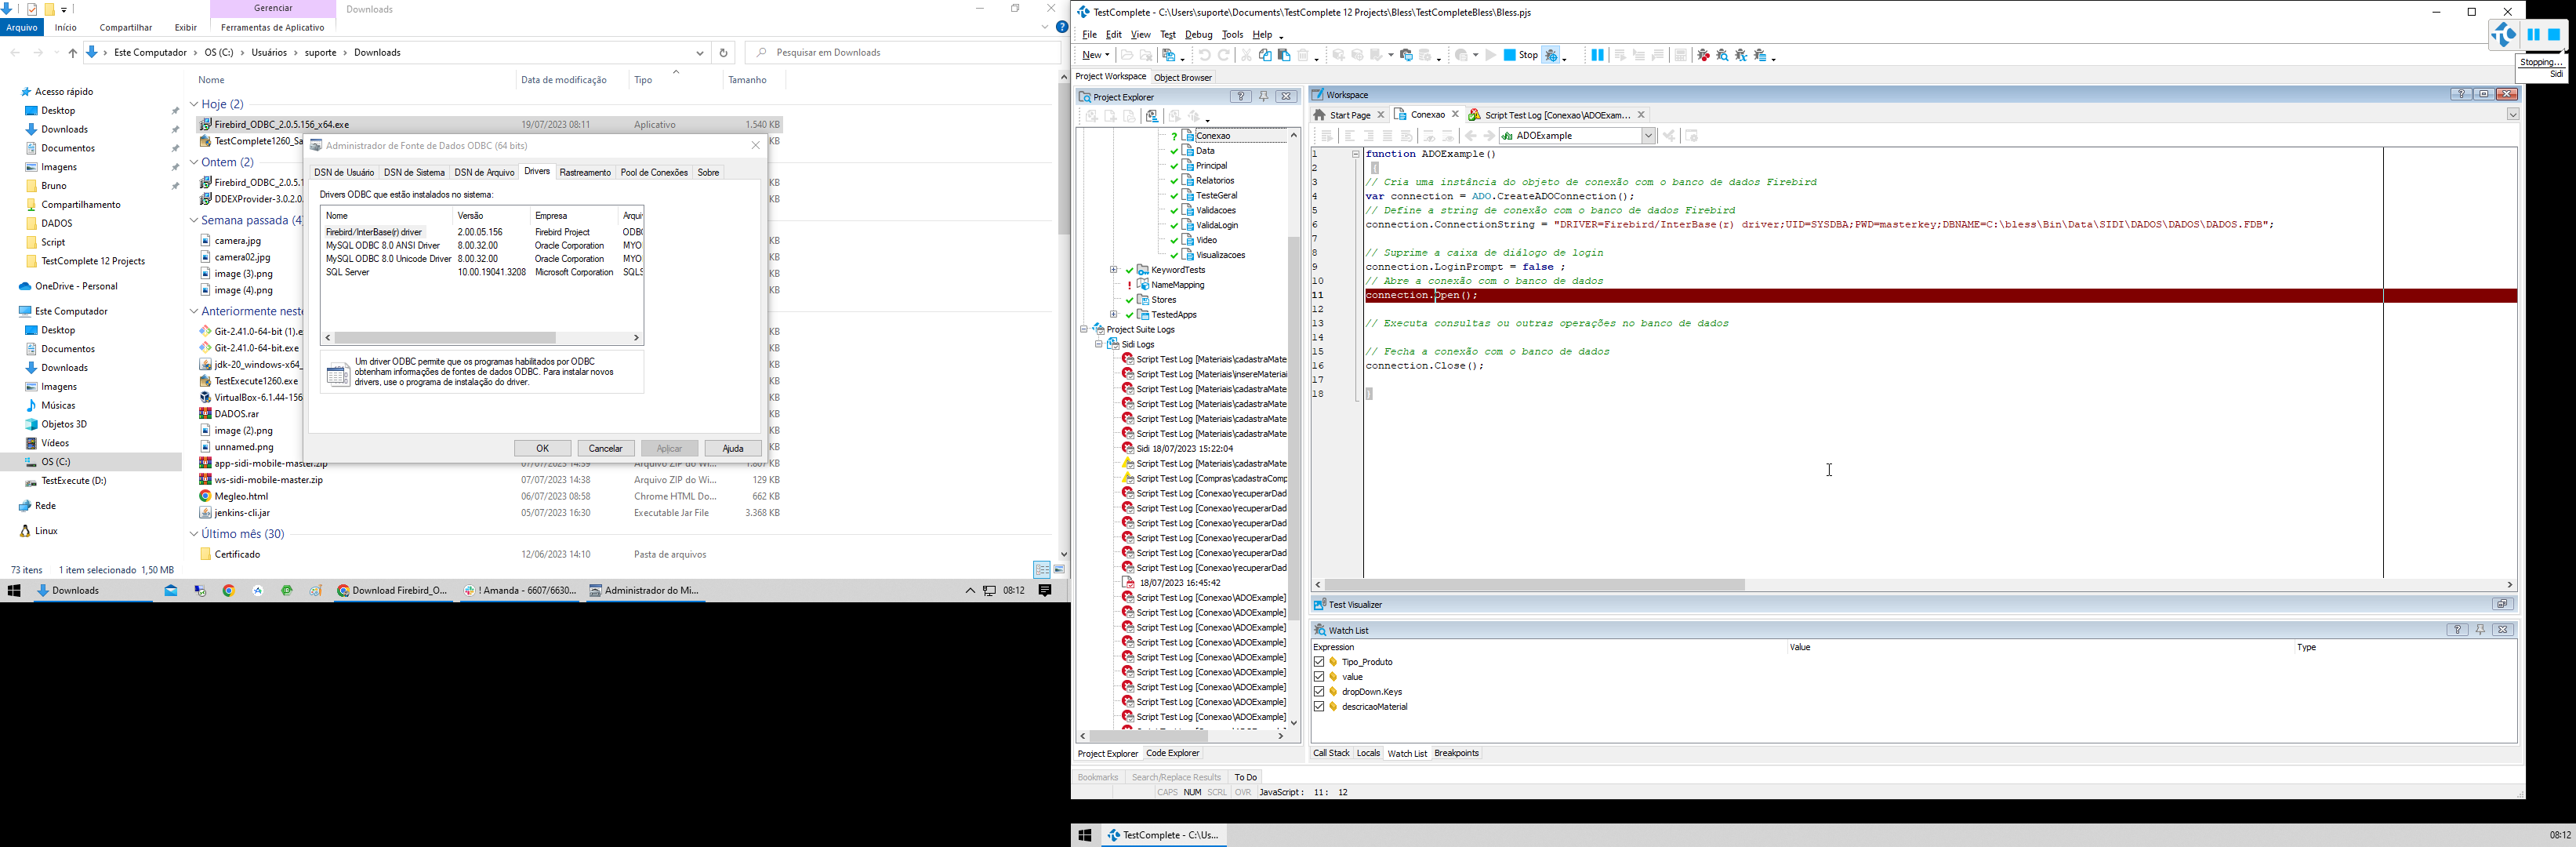 Gerenciar
Downloads
Arquivo
Início
Compartilhar
Exibir
Ferramentas de Aplicativo
Este Computador
OS (C:)
Usuários
suporte
Downloads
Pesquisar em Downloads
Nome
Data de modificação
Tipo
Tamanho
Acesso rápido
Desktop
Downloads
Documentos
Imagens
Bruno
Compartilhamento
DADOS
Script
TestComplete 12 Projects
OneDrive - Personal
Este Computador
Desktop
Documentos
Downloads
Imagens
Músicas
Objetos 3D
Vídeos
OS (C:)
TestExecute (D:)
Rede
Linux
Hoje (2)
Firebird_ODBC_2.0.5.156_x64.exe 19/07/2023 08:11 Aplicativo 1.540 KB
TestComplete1260_Sa
Ontem (2)
Firebird_ODBC_2.0.5.1 KB
DDEXProvider-3.0.2.0 KB
Semana passada (4)
camera.jpg KB
camera02.jpg KB
image (3).png KB
image (4).png KB
Anteriormente neste
Git-2.41.0-64-bit (1).e KB
Git-2.41.0-64-bit.exe KB
jdk-20_windows-x64_ KB
TestExecute1260.exe KB
VirtualBox-6.1.44-156 KB
DADOS.rar KB
image (2).png KB
unnamed.png KB
app-sidi-mobile-master.zip 07/07/2023 14:39 Arquivo ZIP do Wi... 1.807 KB
ws-sidi-mobile-master.zip 07/07/2023 14:38 Arquivo ZIP do Wi... 129 KB
Megleo.html 06/07/2023 08:58 Chrome HTML Do... 662 KB
jenkins-cli.jar 05/07/2023 16:30 Executable Jar File 3.368 KB
Último mês (30)
Certificado 12/06/2023 14:10 Pasta de arquivos
73 itens 1 item selecionado 1,50 MB
Administrador de Fonte de Dados ODBC (64 bits)
DSN de Usuário
DSN de Sistema
DSN de Arquivo
Drivers
Rastreamento
Pool de Conexões
Sobre
Drivers ODBC que estão instalados no sistema:
Nome Versão Empresa Arqui
Firebird/InterBase(r) driver 2.00.05.156 Firebird Project ODBC
MySQL ODBC 8.0 ANSI Driver 8.00.32.00 Oracle Corporation MYO
MySQL ODBC 8.0 Unicode Driver 8.00.32.00 Oracle Corporation MYO
SQL Server 10.00.19041.3208 Microsoft Corporation SQLS
Um driver ODBC permite que os programas habilitados por ODBC
obtenham informações de fontes de dados ODBC. Para instalar novos
drivers, use o programa de instalação do driver.
OK
Cancelar
Aplicar
Ajuda
Downloads
Download Firebird_O...
! Amanda - 6607/6630...
Administrador do Mi...
08:12
TestComplete - C:\Users\suporte\Documents\TestComplete 12 Projects\Bless\TestCompleteBless\Bless.pjs
File Edit View Test Debug Tools Help
New
Stop
Stopping...
Sidi
Project Workspace
Object Browser
Project Explorer
Conexao
Data
Principal
Relatorios
TesteGeral
Validacoes
ValidaLogin
Video
Visualizacoes
KeywordTests
NameMapping
Stores
TestedApps
Project Suite Logs
Sidi Logs
Script Test Log [Materiais\cadastraMate
Script Test Log [Materiais\insereMateriai
Script Test Log [Materiais\cadastraMate
Script Test Log [Materiais\cadastraMate
Script Test Log [Materiais\cadastraMate
Script Test Log [Materiais\cadastraMate
Sidi 18/07/2023 15:22:04
Script Test Log [Materiais\cadastraMate
Script Test Log [Compras\cadastraComp
Script Test Log [Conexao\recuperarDad
Script Test Log [Conexao\recuperarDad
Script Test Log [Conexao\recuperarDad
Script Test Log [Conexao\recuperarDad
Script Test Log [Conexao\recuperarDad
Script Test Log [Conexao\recuperarDad
18/07/2023 16:45:42
Script Test Log [Conexao\ADOExample]
Script Test Log [Conexao\ADOExample]
Script Test Log [Conexao\ADOExample]
Script Test Log [Conexao\ADOExample]
Script Test Log [Conexao\ADOExample]
Script Test Log [Conexao\ADOExample]
Script Test Log [Conexao\ADOExample]
Script Test Log [Conexao\ADOExample]
Script Test Log [Conexao\ADOExample]
Project Explorer
Code Explorer
Workspace
Start Page
Conexao
Script Test Log [Conexao\ADOExam...
ADOExample
1 function ADOExample()
2 {
3 // Cria uma instância do objeto de conexão com o banco de dados Firebird
4 var connection = ADO.CreateADOConnection();
5 // Define a string de conexão com o banco de dados Firebird
6 connection.ConnectionString = "DRIVER=Firebird/InterBase(r) driver;UID=SYSDBA;PWD=masterkey;DBNAME=C:\bless\Bin\Data\SIDI\DADOS\DADOS\DADOS.FDB";
7
8 // Suprime a caixa de diálogo de login
9 connection.LoginPrompt = false ;
10 // Abre a conexão com o banco de dados
11 connection.Open();
12
13 // Executa consultas ou outras operações no banco de dados
14
15 // Fecha a conexão com o banco de dados
16 connection.Close();
17
18 }
Test Visualizer
Watch List
Expression Value Type
Tipo_Produto
value
dropDown.Keys
descricaoMaterial
Call Stack
Locals
Watch List
Breakpoints
Bookmarks
Search/Replace Results
To Do
CAPS NUM SCRL OVR JavaScript : 11 : 12
TestComplete - C:\Us...
08:12